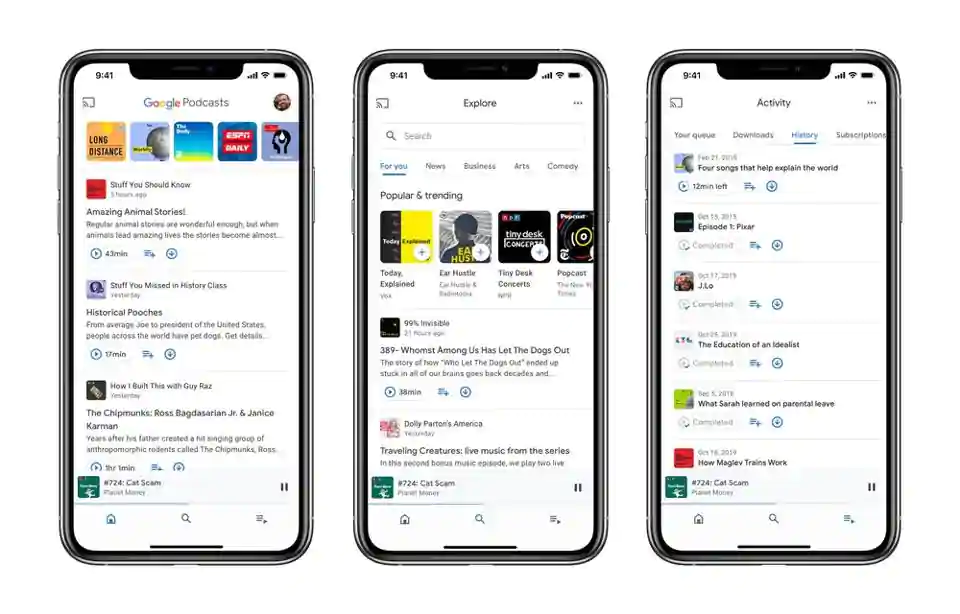 9:41
Google Podcasts
LONG
DISTANCE
Worldly
The
Daily
ESPN
DAILY
Stuff You Should Know
5 hours ago
Amazing Animal Stories!
Regular animal stories are wonderful enough, but when
animals lead amazing lives the stories become almost...
43min
Stuff You Missed in History Class
Yesterday
Historical Pooches
From average Joe to president of the United States,
people across the world have pet dogs. Get details...
17min
How I Built This with Guy Raz
Yesterday
The Chipmunks: Ross Bagdasarian Jr. & Janice
Karman
Years after his father created a hit singing group of
anthropomorphic rodents called The Chipmunks, Ross
1hr 1min
#724: Cat Scam
Planet Money
9:41
Explore
Search
For you News Business Arts Comedy
Popular & trending
Today Explained
EAR
HUSTLE
npr
tiny desk
CONCERTS
Popcast
Today,
Explained
Vox
Ear Hustle
Ear Hustle &
Radiotopia
Tiny Desk
Concerts
NPR
Popcast
The New Y
Times
99% Invisible
21 hours ago
389- Whomst Among Us Has Let The Dogs Out
The story of how "Who Let The Dogs Out" ended up
stuck in all of our brains goes back decades and...
38min
Dolly Parton's America
Yesterday
Traveling Creatures: live music from the series
In this second bonus music episode, we play two live
#724: Cat Scam
Planet Money
9:41
Activity
Your queue Downloads History Subscriptions
Feb 21, 2019
Four songs that help explain the world
12min left
Oct 15, 2019
Episode 1: Pixar
Completed
Oct 17, 2019
J.Lo
Completed
Oct 25, 2019
The Education of an Idealist
Completed
Sep 5, 2019
What Sarah learned on parental leave
Completed
Oct 16, 2019
How Maglev Trains Work
#724: Cat Scam
Planet Money